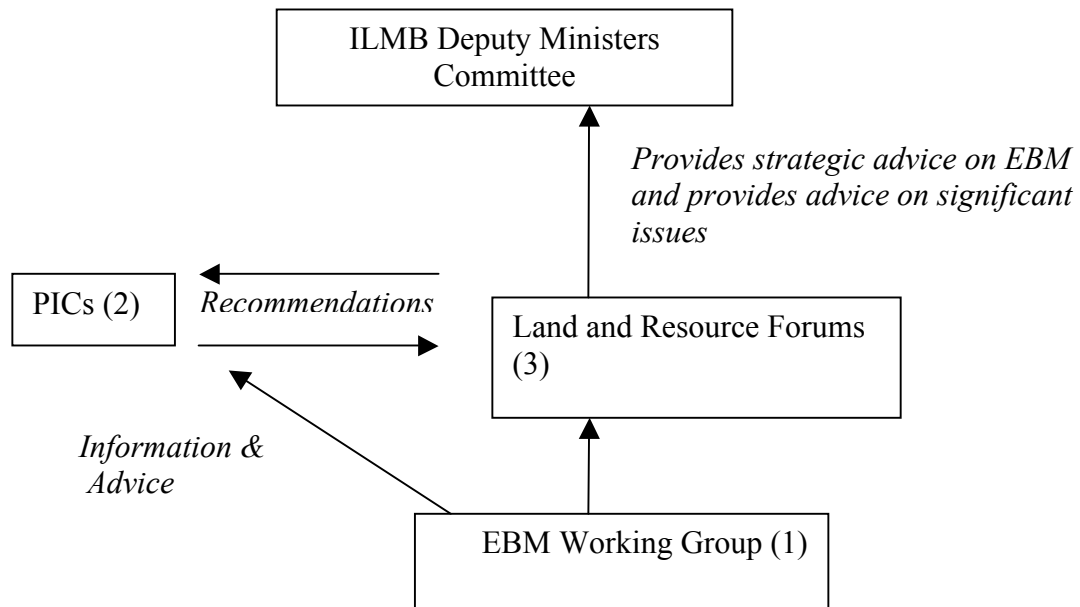 ILMB Deputy Ministers
Committee
Provides strategic advice on EBM
and provides advice on significant
issues
PICs (2)
Recommendations
Land and Resource Forums
(3)
Information &
Advice
EBM Working Group (1)